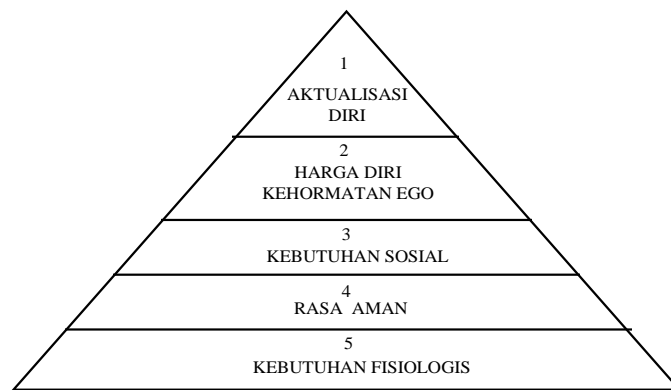 1
AKTUALISASI
DIRI
2
HARGA DIRI
KEHORMATAN EGO
3
KEBUTUHAN SOSIAL
4
RASA AMAN
5
KEBUTUHAN FISIOLOGIS